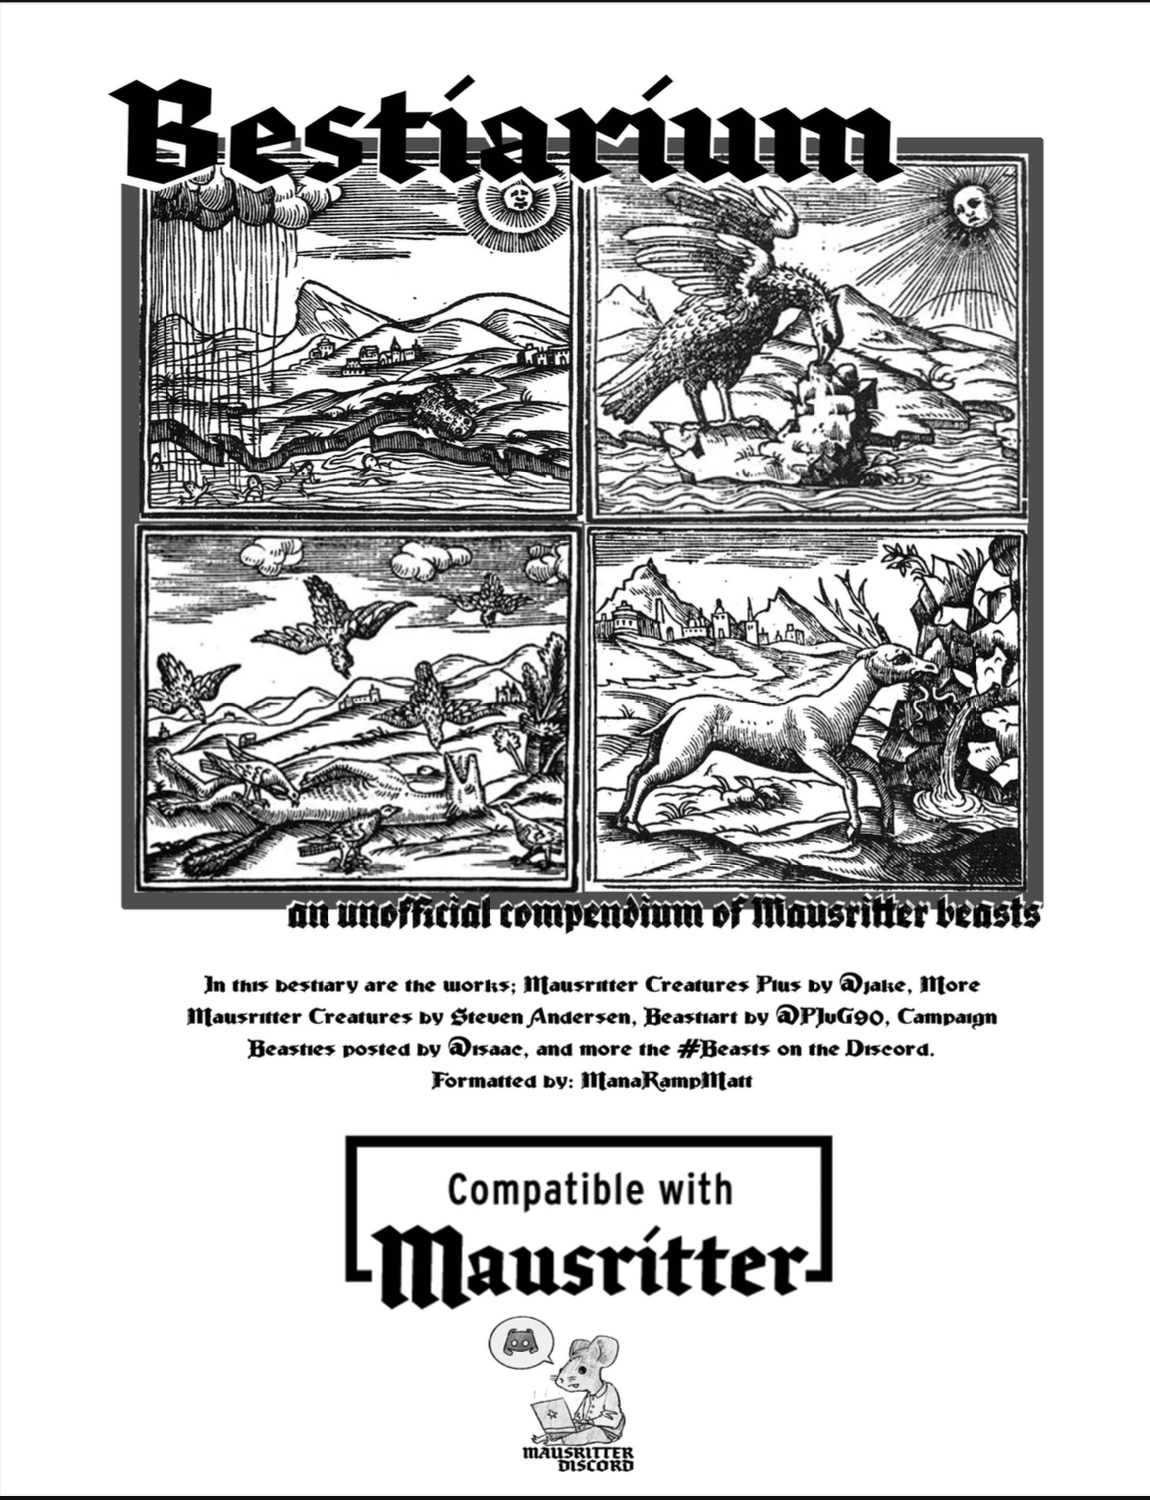 Bestiarium
an unofficial compendium of Mausritter beasts
In this bestiary are the works; Mausritter Creatures Plus by @jake, More
Mausritter Creatures by Steven Andersen, Beastiart by @PJvG90, Campaign
Beasties posted by @isaac, and more the #Beasts on the Discord.
Formatted by: ManaRampMatt
Compatible with
Mausritter
MAUSRITTER
DISCORD